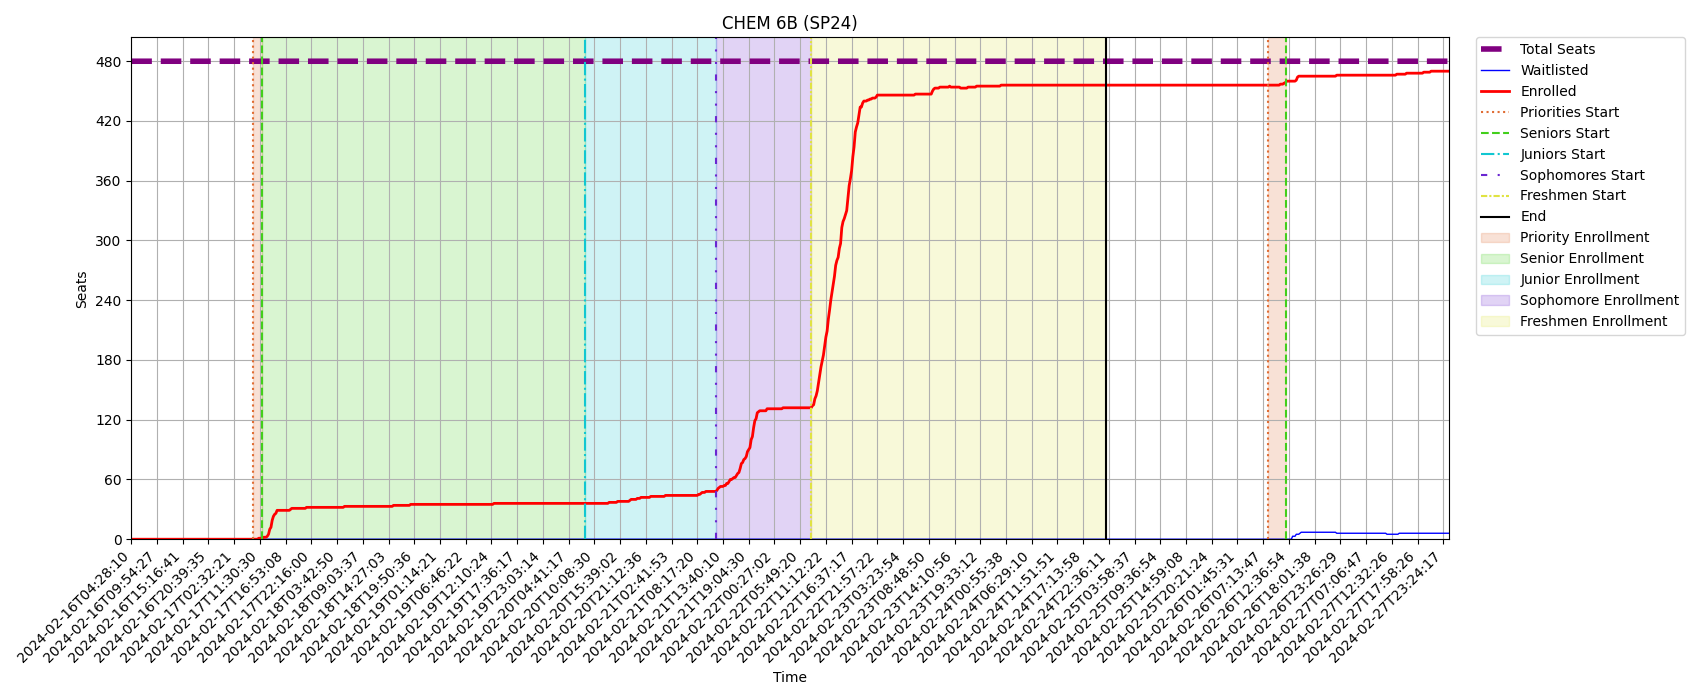 CHEM 6B (SP24)
Seats
480
420
360
300
240
180
120
60
0
2024-02-16T04:28:10
2024-02-16T09:54:27
2024-02-16T15:16:41
2024-02-16T20:39:35
2024-02-17T02:32:21
2024-02-17T11:30:30
2024-02-17T16:53:08
2024-02-17T22:16:00
2024-02-18T03:42:50
2024-02-18T09:03:37
2024-02-18T14:27:03
2024-02-18T19:50:36
2024-02-19T01:14:21
2024-02-19T06:46:22
2024-02-19T12:10:24
2024-02-19T17:36:17
2024-02-19T23:03:14
2024-02-20T04:41:17
2024-02-20T10:08:30
2024-02-20T15:39:02
2024-02-20T21:12:36
2024-02-21T02:41:53
2024-02-21T08:17:20
2024-02-21T13:40:10
2024-02-21T19:04:30
2024-02-22T00:27:02
2024-02-22T05:49:20
2024-02-22T11:12:22
2024-02-22T16:37:17
2024-02-22T21:57:22
2024-02-23T03:23:54
2024-02-23T08:48:50
2024-02-23T14:10:56
2024-02-23T19:33:12
2024-02-24T00:55:38
2024-02-24T06:29:10
2024-02-24T11:51:51
2024-02-24T17:13:58
2024-02-24T22:36:11
2024-02-25T03:58:37
2024-02-25T09:36:54
2024-02-25T14:59:08
2024-02-25T20:21:24
2024-02-26T01:45:31
2024-02-26T07:13:47
2024-02-26T12:36:54
2024-02-26T18:01:38
2024-02-26T23:26:29
2024-02-27T07:06:47
2024-02-27T12:32:26
2024-02-27T17:58:26
2024-02-27T23:24:17
Time
Total Seats
Waitlisted
Enrolled
Priorities Start
Seniors Start
Juniors Start
Sophomores Start
Freshmen Start
End
Priority Enrollment
Senior Enrollment
Junior Enrollment
Sophomore Enrollment
Freshmen Enrollment